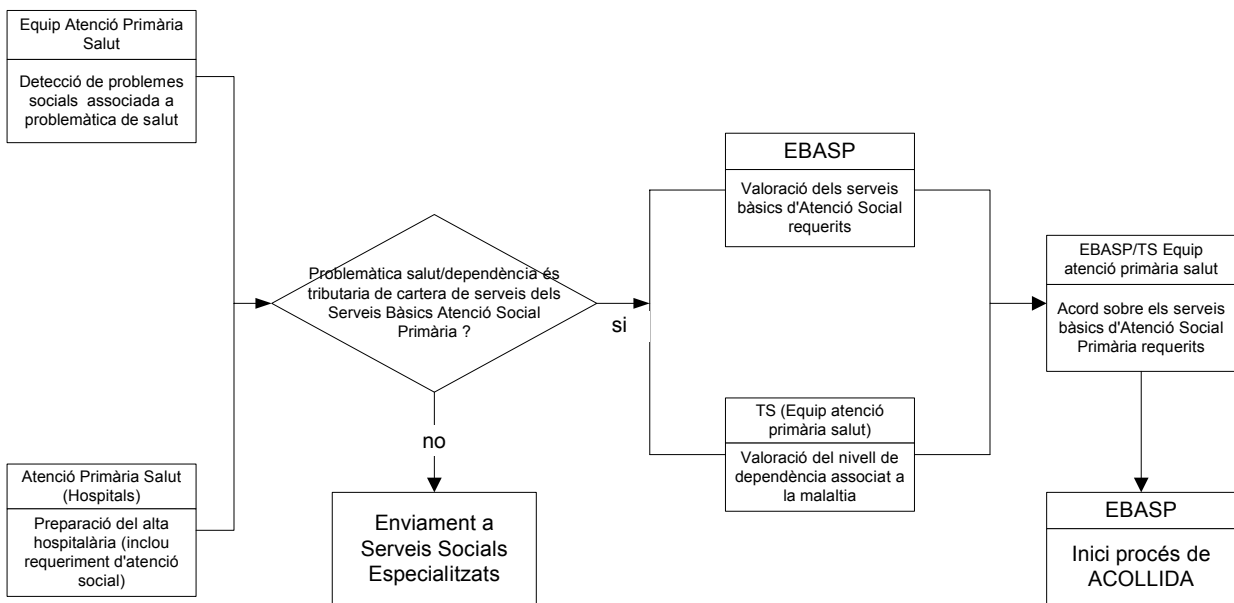 Equip Atenció Primària
Salut
Detecció de problemes
socials associada a
problemàtica de salut
Atenció Primària Salut
(Hospitals)
Preparació del alta
hospitalària (inclou
requeriment d'atenció
social)
Problemàtica salut/dependència és
tributaria de cartera de serveis dels
Serveis Bàsics Atenció Social
Primària ?
si
no
Enviament a
Serveis Socials
Especialitzats
EBASP
Valoració dels serveis
bàsics d'Atenció Social
requerits
TS (Equip atenció
primària salut)
Valoració del nivell de
dependència associat a
la malaltia
EBASP/TS Equip
atenció primària salut
Acord sobre els serveis
bàsics d'Atenció Social
Primària requerits
EBASP
Inici procés de
ACOLLIDA